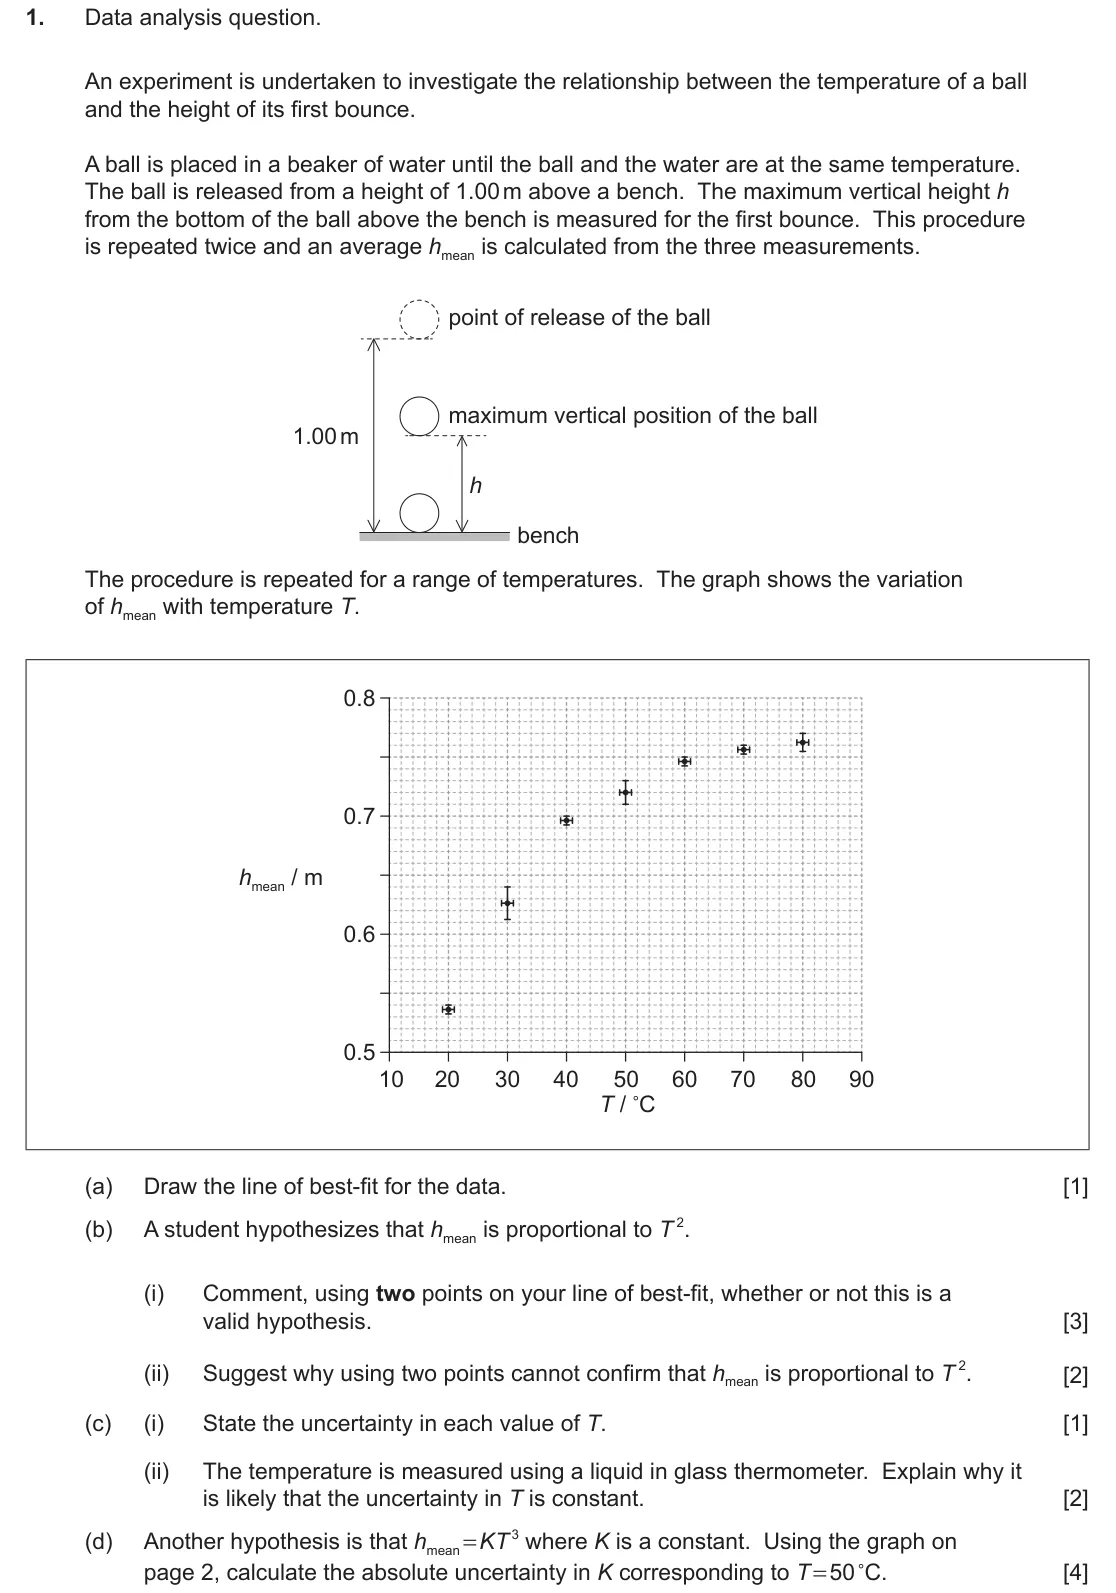 1. Data analysis question.
An experiment is undertaken to investigate the relationship between the temperature of a ball
and the height of its first bounce.
A ball is placed in a beaker of water until the ball and the water are at the same temperature.
The ball is released from a height of 1.00 m above a bench. The maximum vertical height h
from the bottom of the ball above the bench is measured for the first bounce. This procedure
is repeated twice and an average h_mean is calculated from the three measurements.
point of release of the ball
maximum vertical position of the ball
1.00 m
h
bench
The procedure is repeated for a range of temperatures. The graph shows the variation
of h_mean with temperature T.
0.8
0.7
h_mean / m
0.6
0.5
10 20 30 40 50 60 70 80 90
T / °C
(a) Draw the line of best-fit for the data. [1]
(b) A student hypothesizes that h_mean is proportional to T².
(i) Comment, using two points on your line of best-fit, whether or not this is a
valid hypothesis. [3]
(ii) Suggest why using two points cannot confirm that h_mean is proportional to T². [2]
(c) (i) State the uncertainty in each value of T. [1]
(ii) The temperature is measured using a liquid in glass thermometer. Explain why it
is likely that the uncertainty in T is constant. [2]
(d) Another hypothesis is that h_mean=KT³ where K is a constant. Using the graph on
page 2, calculate the absolute uncertainty in K corresponding to T=50 °C. [4]